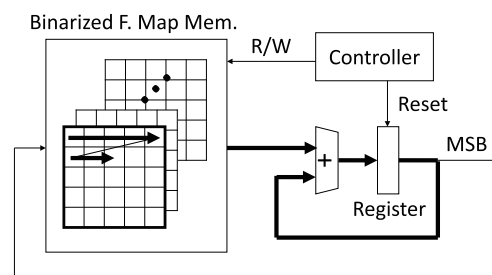 Binarized F. Map Mem.
R/W
Controller
Reset
MSB
+
Register